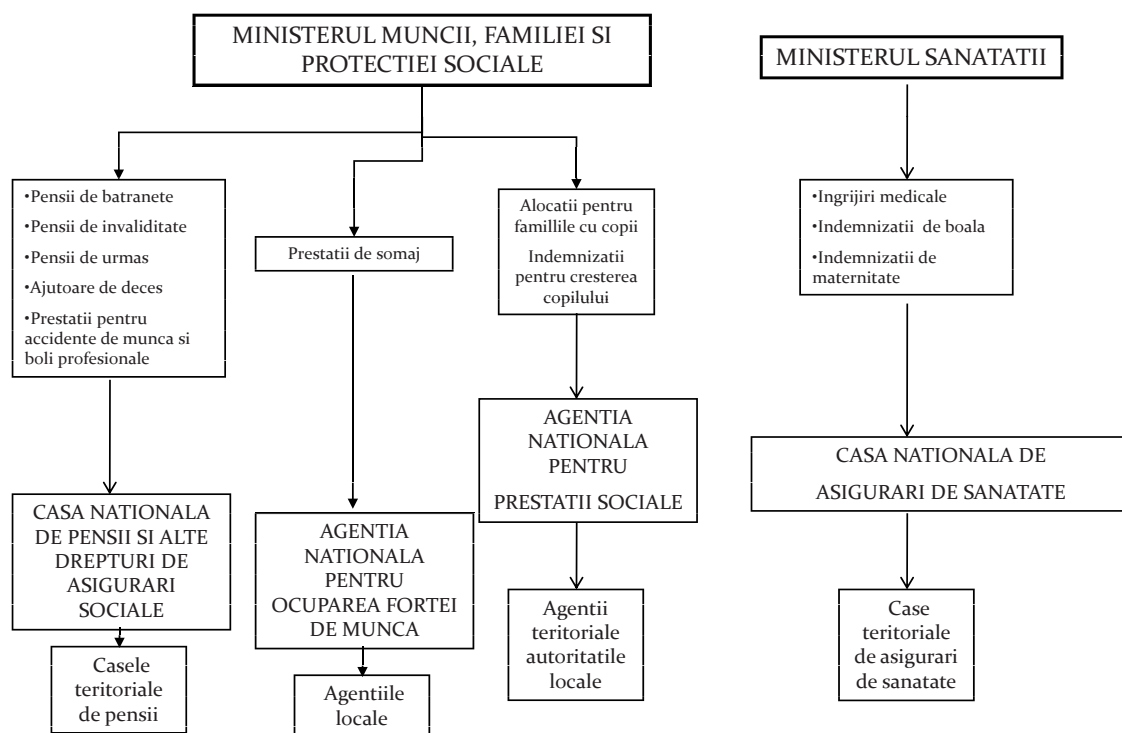 MINISTERUL MUNCII, FAMILIEI SI
PROTECTIEI SOCIALE
MINISTERUL SANATATII
•Pensii de batranete
•Pensii de invaliditate
•Pensii de urmas
•Ajutoare de deces
•Prestatii pentru
accidente de munca si
boli profesionale
Prestatii de somaj
Alocatii pentru
famillile cu copii
Indemnizatii
pentru cresterea
copilului
•Ingrijiri medicale
•Indemnizatii de boala
•Indemnizatii de
maternitate
CASA NATIONALA
DE PENSII SI ALTE
DREPTURI DE
ASIGURARI
SOCIALE
AGENTIA
NATIONALA
PENTRU
OCUPAREA FORTEI
DE MUNCA
AGENTIA
NATIONALA
PENTRU
PRESTATII SOCIALE
CASA NATIONALA DE
ASIGURARI DE SANATATE
Casele
teritoriale
de pensii
Agentiile
locale
Agentii
teritoriale
autoritatile
locale
Case
teritoriale
de asigurari
de sanatate